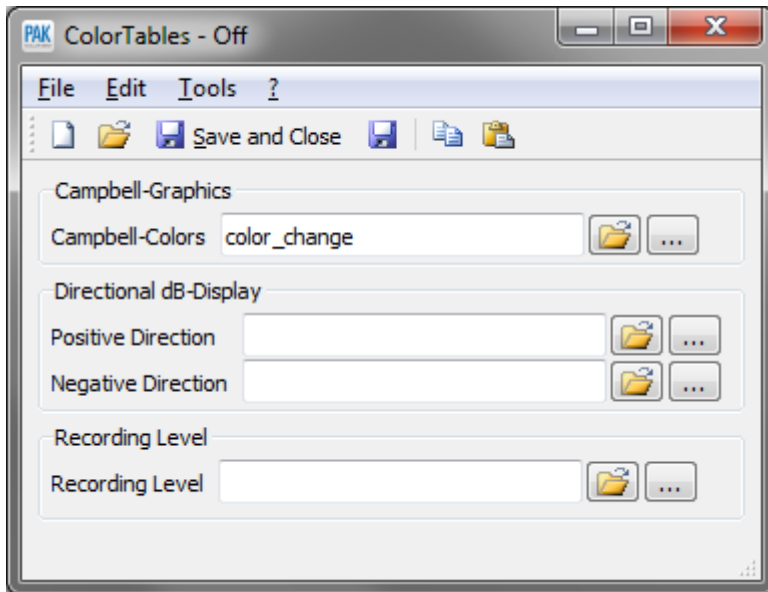 PAK ColorTables - Off
File Edit Tools ?
Save and Close
Campbell-Graphics
Campbell-Colors color_change ...
Directional dB-Display
Positive Direction ...
Negative Direction ...
Recording Level
Recording Level ...